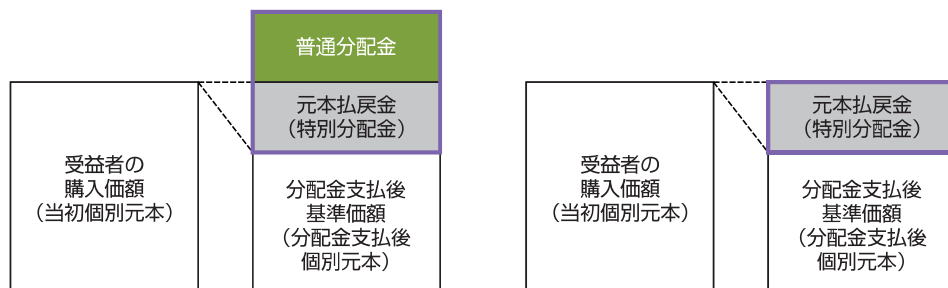 普通分配金
元本払戻金
（特別分配金）
受益者の
購入価額
（当初個別元本）
分配金支払後
基準価額
（分配金支払後
個別元本）
元本払戻金
（特別分配金）
受益者の
購入価額
（当初個別元本）
分配金支払後
基準価額
（分配金支払後
個別元本）